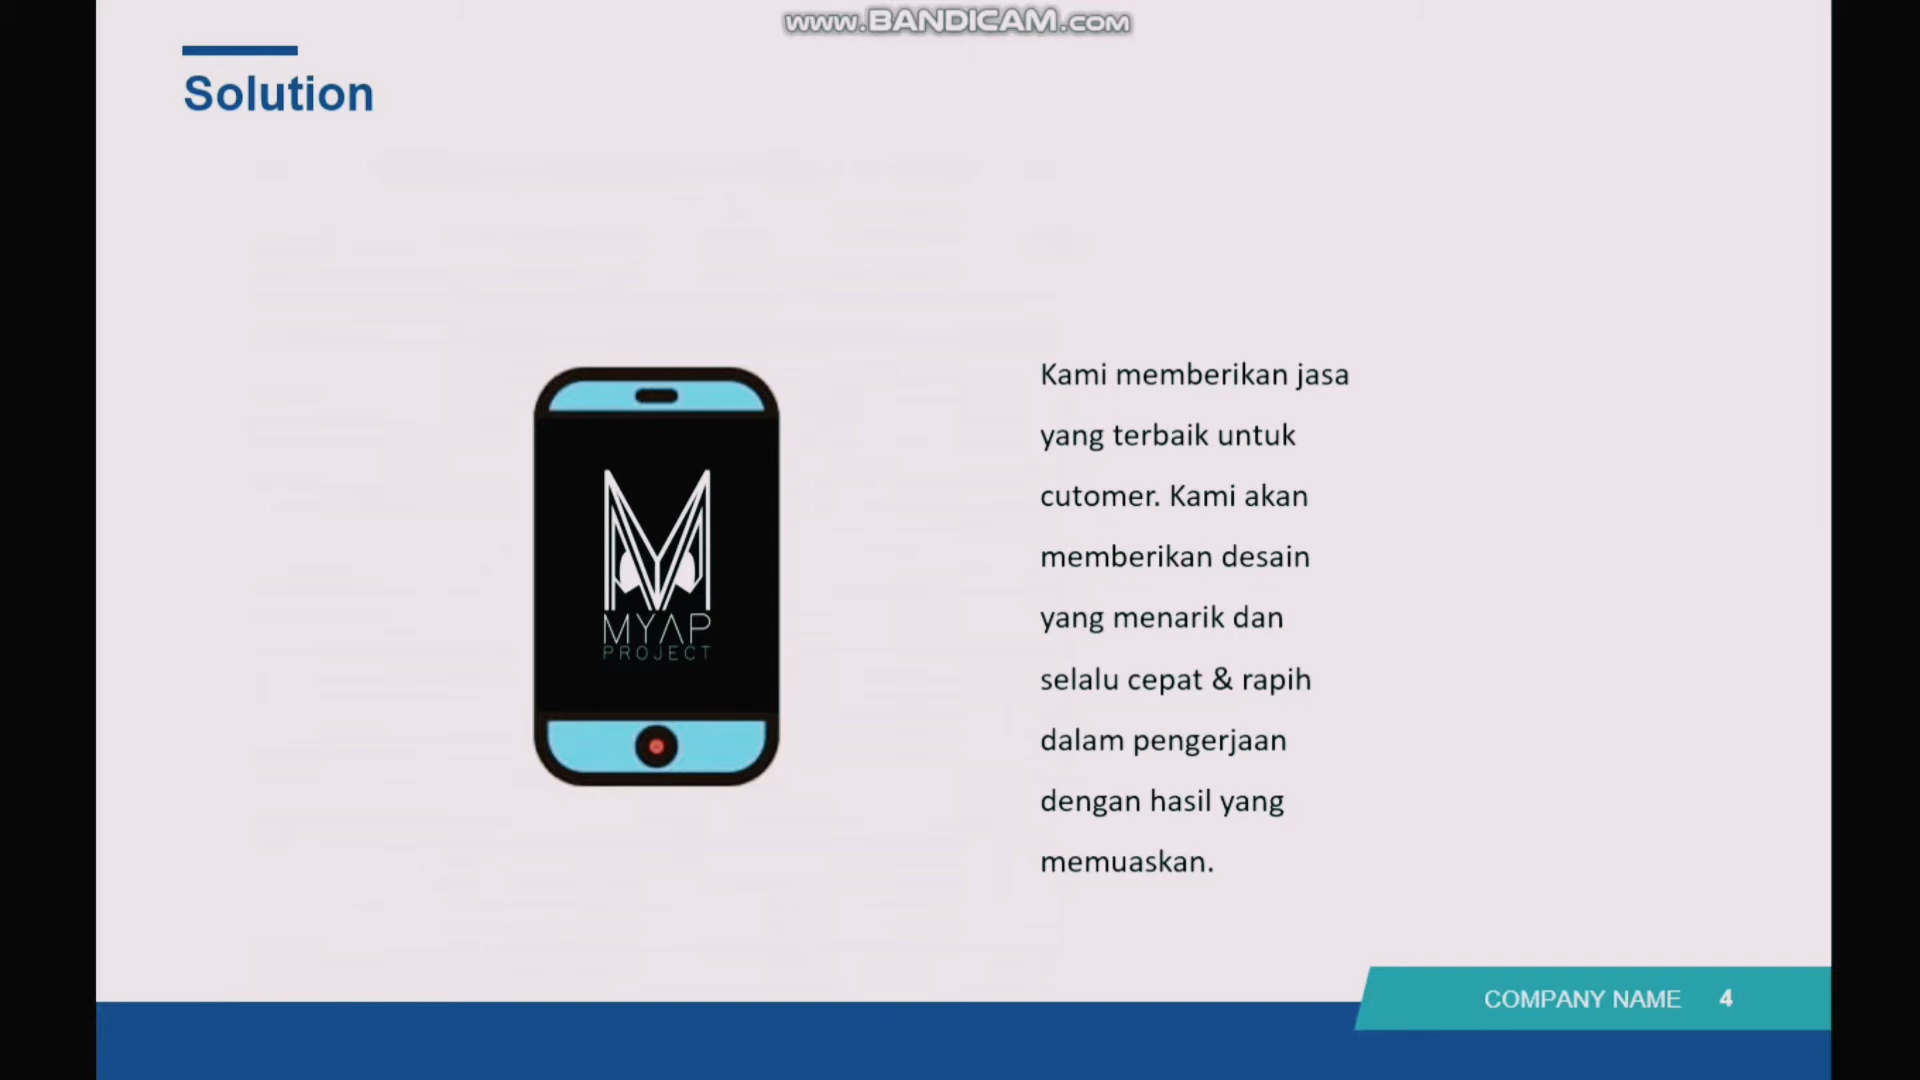 www.BANDICAM.com
Solution
Kami memberikan jasa
yang terbaik untuk
cutomer. Kami akan
memberikan desain
yang menarik dan
selalu cepat & rapih
dalam pengerjaan
dengan hasil yang
memuaskan.
MYAP
PROJECT
COMPANY NAME 4